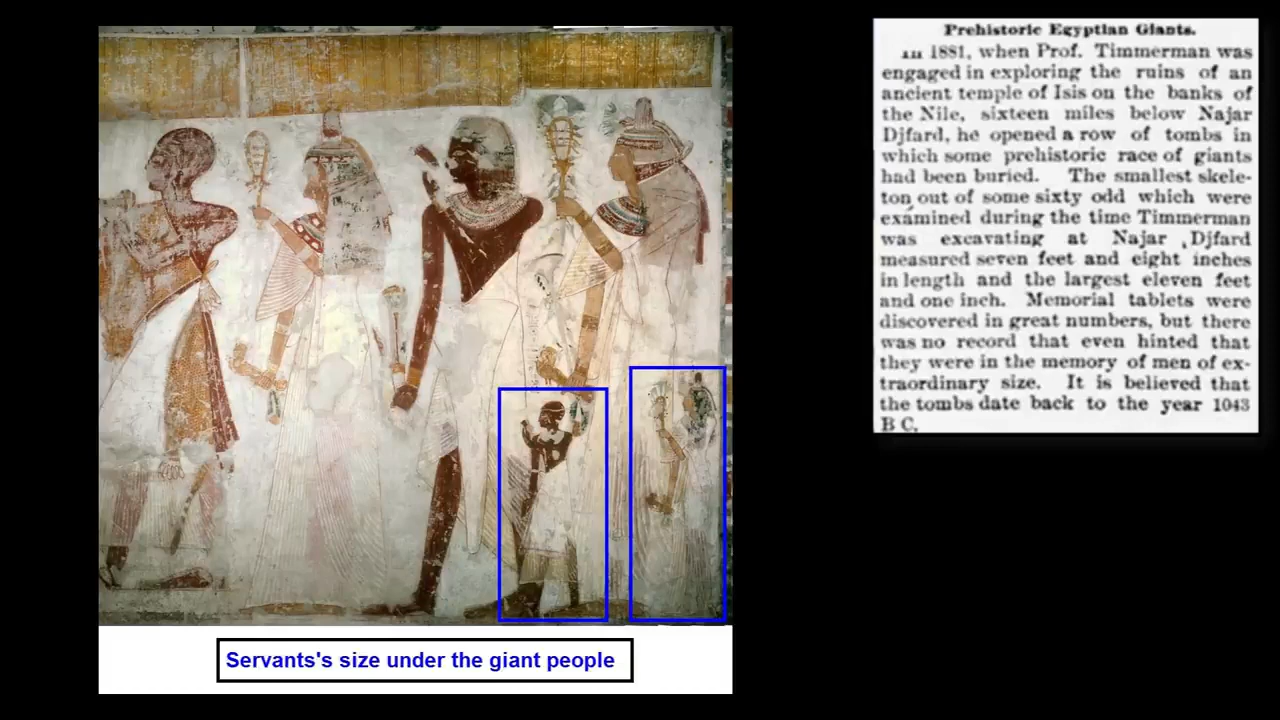 Prehistoric Egyptian Giants.
In 1881, when Prof. Timmerman was
engaged in exploring the ruins of an
ancient temple of Isis on the banks of
the Nile, sixteen miles below Najar
Djfard, he opened a row of tombs in
which some prehistoric race of giants
had been buried. The smallest skele-
ton out of some sixty odd which were
examined during the time Timmerman
was excavating at Najar Djfard
measured seven feet and eight inches
in length and the largest eleven feet
and one inch. Memorial tablets were
discovered in great numbers, but there
was no record that even hinted that
they were in the memory of men of ex-
traordinary size. It is believed that
the tombs date back to the year 1043
B C.
Servants's size under the giant people